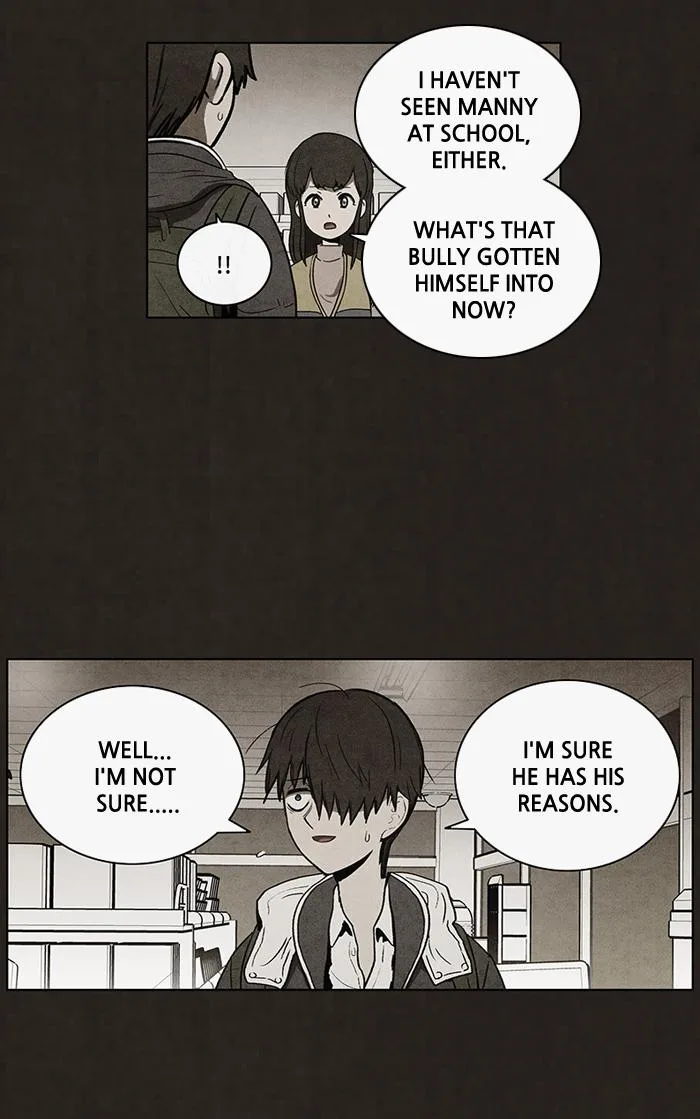 I HAVEN'T
SEEN MANNY
AT SCHOOL,
EITHER.
!!
WHAT'S THAT
BULLY GOTTEN
HIMSELF INTO
NOW?
WELL...
I'M NOT
SURE.....
I'M SURE
HE HAS HIS
REASONS.